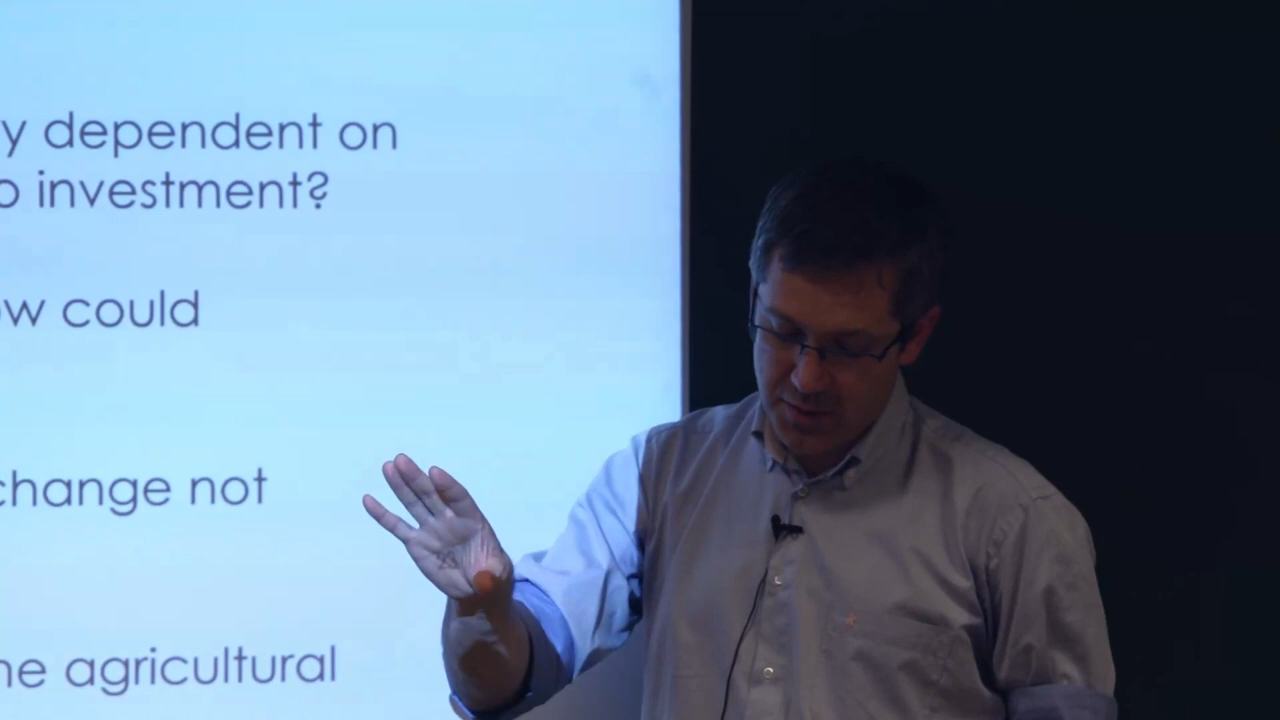 y dependent on
o investment?
ow could
change not
he agricultural